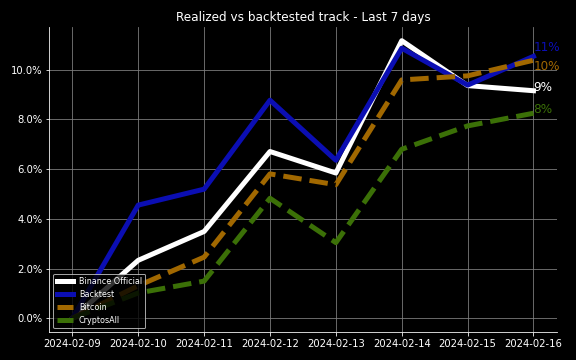 Realized vs backtested track - Last 7 days
11%
10%
9%
8%
10.0%
8.0%
6.0%
4.0%
2.0%
0.0%
Binance Official
Backtest
Bitcoin
CryptosAll
2024-02-09 2024-02-10 2024-02-11 2024-02-12 2024-02-13 2024-02-14 2024-02-15 2024-02-16